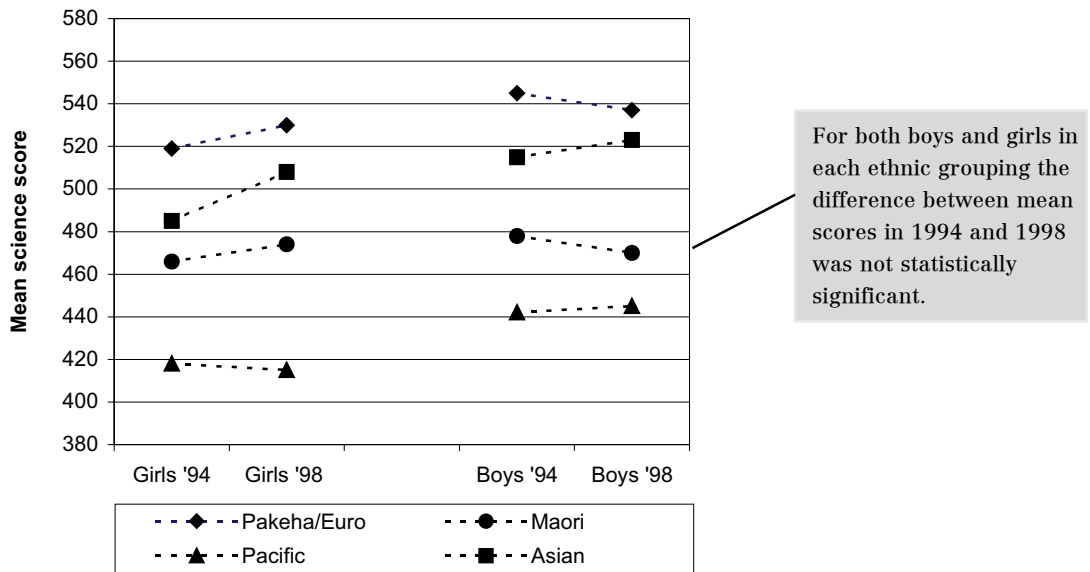 580
560
540
520
500
480
460
440
420
400
380
Mean science score
Girls '94 Girls '98 Boys '94 Boys '98
Pakeha/Euro Maori
Pacific Asian
For both boys and girls in
each ethnic grouping the
difference between mean
scores in 1994 and 1998
was not statistically
significant.